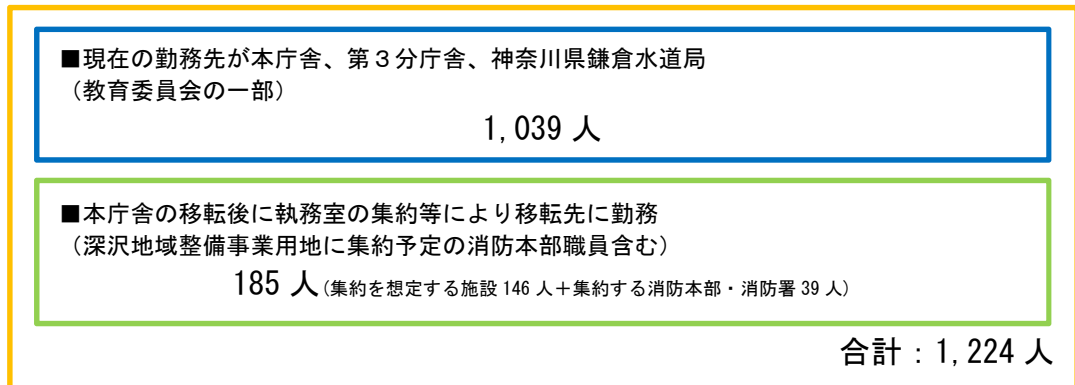 ■現在の勤務先が本庁舎、第３分庁舎、神奈川県鎌倉水道局
（教育委員会の一部）
1,039 人
■本庁舎の移転後に執務室の集約等により移転先に勤務
（深沢地域整備事業用地に集約予定の消防本部職員含む）
185 人（集約を想定する施設 146 人＋集約する消防本部・消防署 39 人）
合計：1,224 人